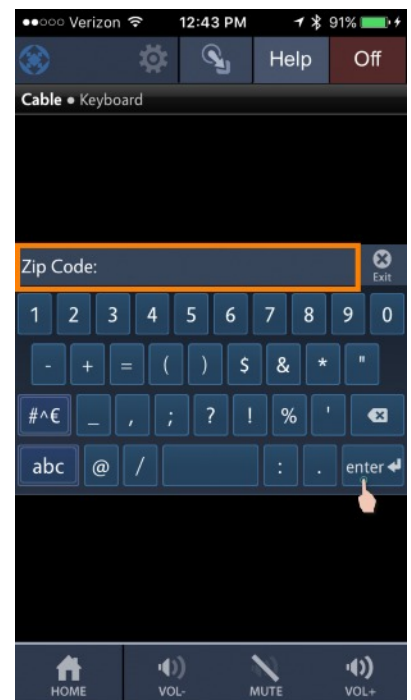 Verizon 12:43 PM 91%
Help Off
Cable • Keyboard
Zip Code:
Exit
1 2 3 4 5 6 7 8 9 0
- + = ( ) $ & * "
#^€ _ , ; ? ! % '
abc @ / : . enter
HOME VOL- MUTE VOL+